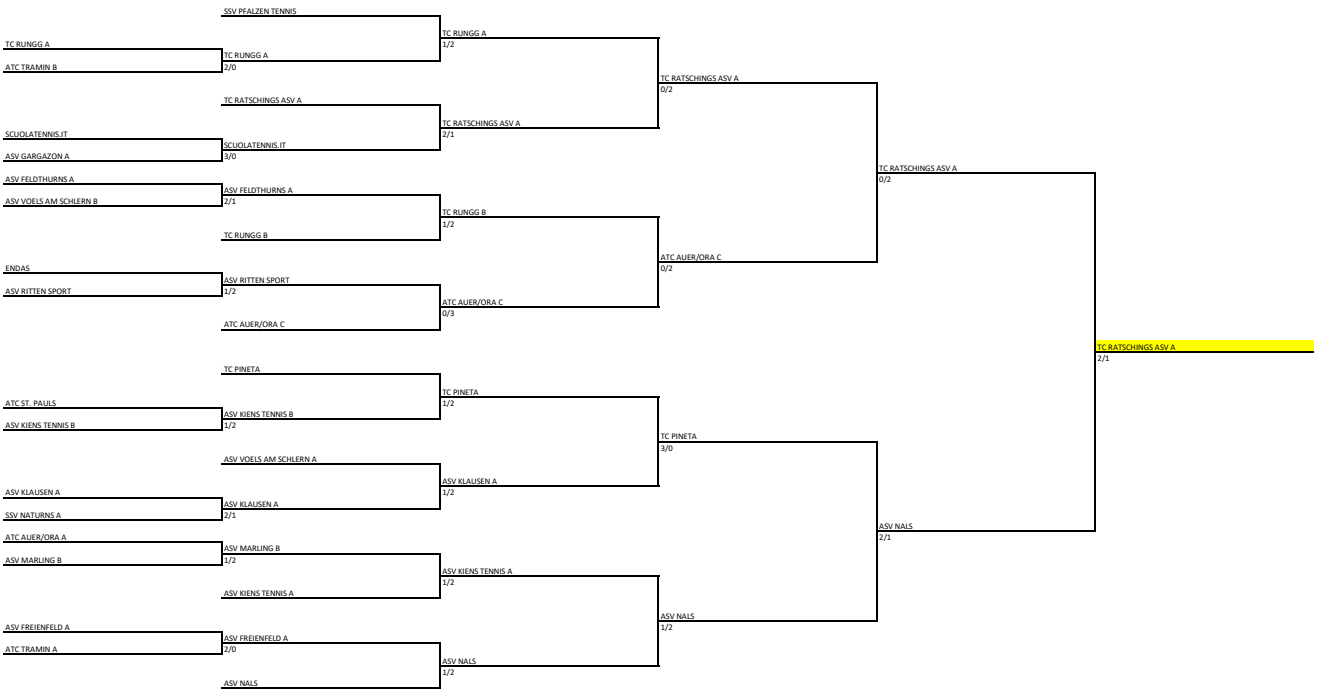 SSV PFALZEN TENNIS
TC RUNGG A
1/2
TC RUNGG A
TC RUNGG A
2/0
ATC TRAMIN B
TC RATSCHINGS ASV A
0/2
TC RATSCHINGS ASV A
TC RATSCHINGS ASV A
2/1
SCUOLATENNIS.IT
SCUOLATENNIS.IT
3/0
ASV GARGAZON A
TC RATSCHINGS ASV A
0/2
ASV FELDTHURNS A
ASV FELDTHURNS A
2/1
ASV VOELS AM SCHLERN B
TC RUNGG B
1/2
TC RUNGG B
ATC AUER/ORA C
0/2
ENDAS
ASV RITTEN SPORT
1/2
ASV RITTEN SPORT
ATC AUER/ORA C
0/3
ATC AUER/ORA C
TC RATSCHINGS ASV A
2/1
TC PINETA
TC PINETA
1/2
ATC ST. PAULS
ASV KIENS TENNIS B
1/2
ASV KIENS TENNIS B
TC PINETA
3/0
ASV VOELS AM SCHLERN A
ASV KLAUSEN A
1/2
ASV KLAUSEN A
ASV KLAUSEN A
2/1
SSV NATURNS A
ASV NALS
2/1
ATC AUER/ORA A
ASV MARLING B
1/2
ASV MARLING B
ASV KIENS TENNIS A
1/2
ASV KIENS TENNIS A
ASV NALS
1/2
ASV FREIENFELD A
ASV FREIENFELD A
2/0
ATC TRAMIN A
ASV NALS
1/2
ASV NALS